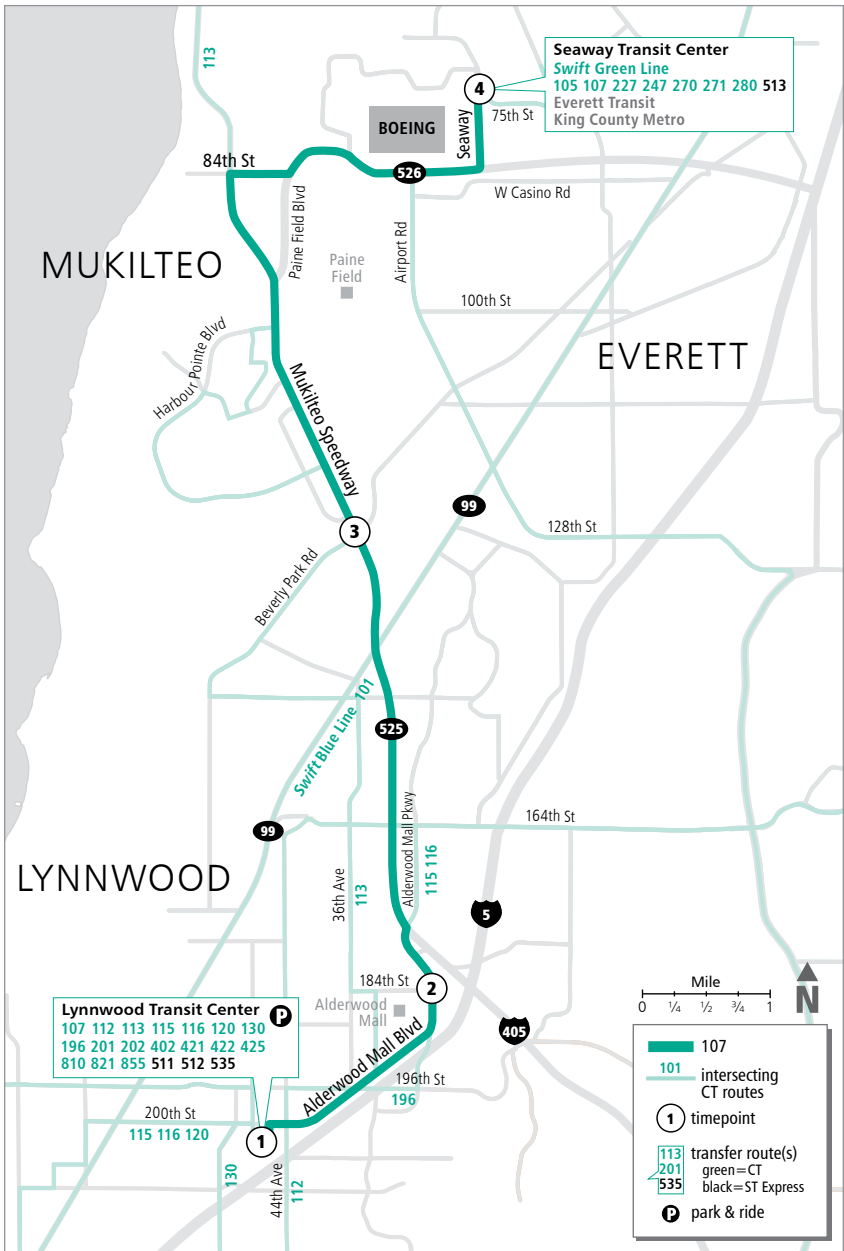 113
Seaway Transit Center
Swift Green Line
105 107 227 247 270 271 280 513
Everett Transit
King County Metro
4
75th St
BOEING
Seaway
84th St
526
W Casino Rd
Paine Field Blvd
Airport Rd
MUKILTEO
Paine
Field
100th St
EVERETT
Harbour Pointe Blvd
Mukilteo Speedway
99
3
128th St
Beverly Park Rd
Swift Blue Line 101
525
164th St
99
Alderwood Mall Pkwy
115 116
LYNNWOOD
36th Ave
113
5
184th St
2
Mile
0 ¼ ½ ¾ 1
N
Lynnwood Transit Center
P
107 112 113 115 116 120 130
196 201 202 402 421 422 425
810 821 855 511 512 535
Alderwood
Mall
405
Alderwood Mall Blvd
196th St
196
200th St
115 116 120
1
130
44th Ave
112
107
101
intersecting
CT routes
1
timepoint
113
201
535
transfer route(s)
green=CT
black=ST Express
P
park & ride